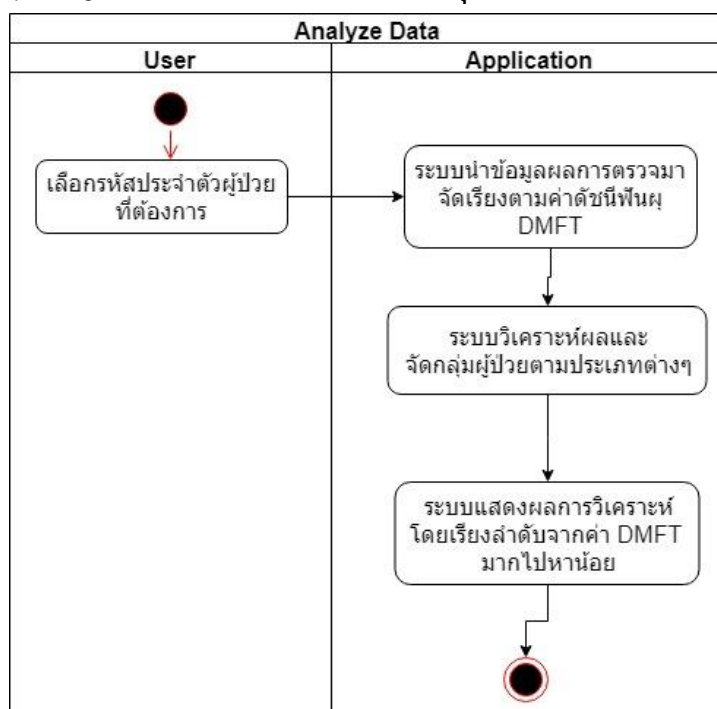 Analyze Data
User
Application
เลือกรหัสประจำตัวผู้ป่วย
ที่ต้องการ
ระบบนำข้อมูลผลการตรวจมา
จัดเรียงตามค่าดัชนีฟันผุ
DMFT
ระบบวิเคราะห์ผลและ
จัดกลุ่มผู้ป่วยตามประเภทต่างๆ
ระบบแสดงผลการวิเคราะห์
โดยเรียงลำดับจากค่า DMFT
มากไปหาน้อย